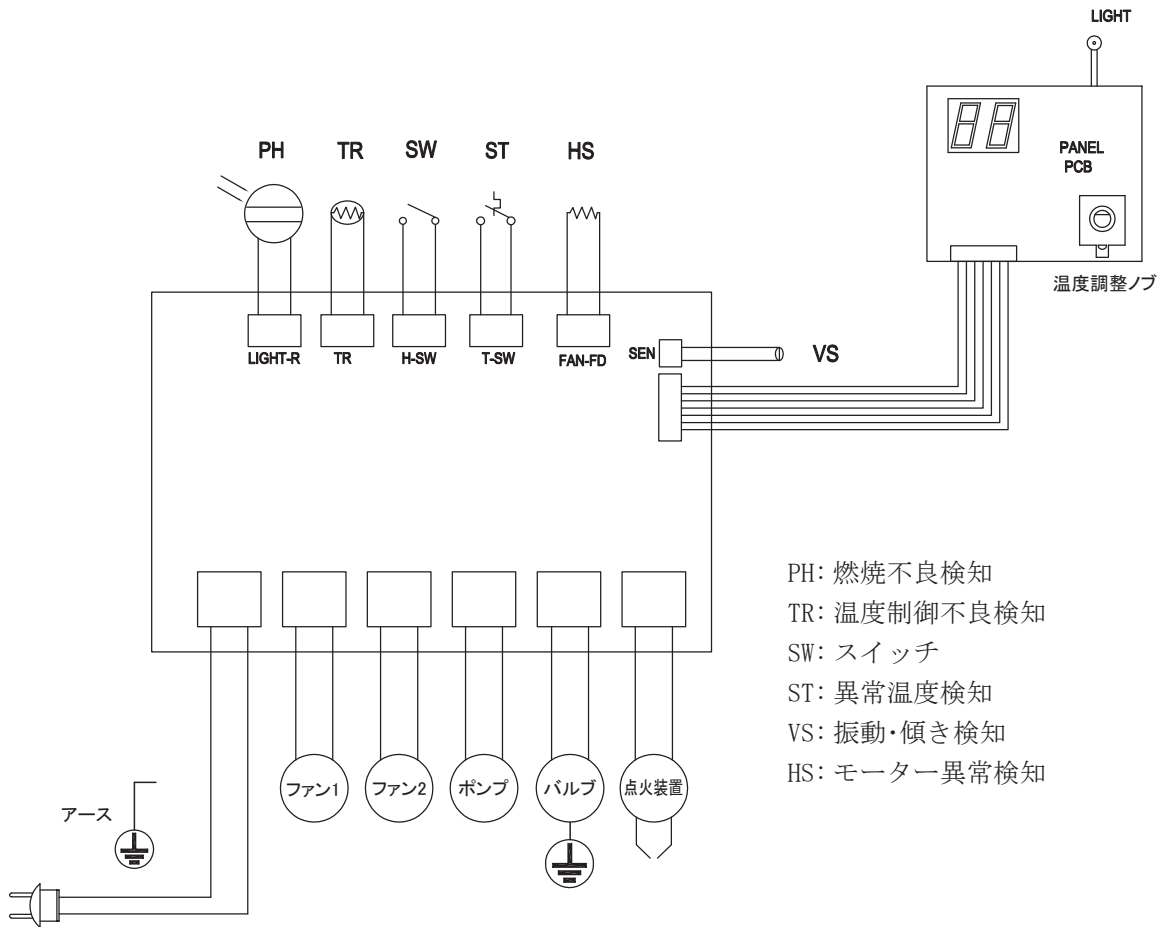 LIGHT
88
PANEL
PCB
温度調整ノブ
PH
TR
SW
ST
HS
LIGHT-R
TR
H-SW
T-SW
FAN-FD
SEN
VS
PH: 燃焼不良検知
TR: 温度制御不良検知
SW: スイッチ
ST: 異常温度検知
VS: 振動・傾き検知
HS: モーター異常検知
ファン1
ファン2
ポンプ
バルブ
点火装置
アース